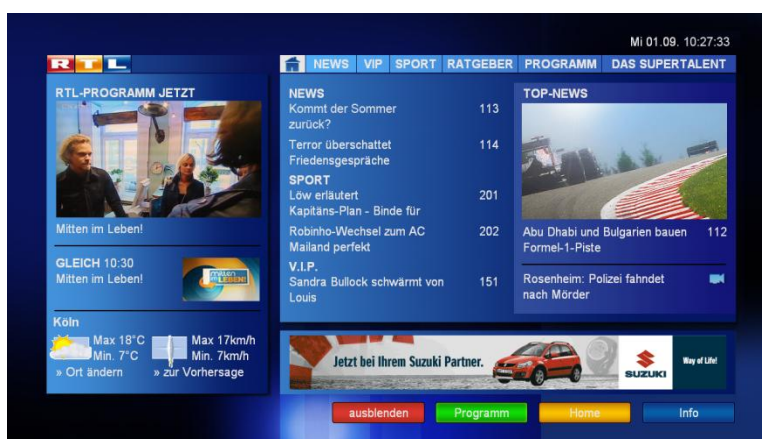 Mi 01.09. 10:27:33
RTL
NEWS VIP SPORT RATGEBER PROGRAMM DAS SUPERTALENT
RTL-PROGRAMM JETZT
Mitten im Leben!
GLEICH 10:30
Mitten im Leben!
mitten
im LEBEN!
Köln
Max 18°C
Min. 7°C
Max 17km/h
Min. 7km/h
» Ort ändern » zur Vorhersage
NEWS
Kommt der Sommer 113
zurück?
Terror überschattet 114
Friedensgespräche
SPORT
Löw erläutert 201
Kapitäns-Plan - Binde für
Robinho-Wechsel zum AC 202
Mailand perfekt
V.I.P.
Sandra Bullock schwärmt von 151
Louis
TOP-NEWS
Abu Dhabi und Bulgarien bauen 112
Formel-1-Piste
Rosenheim: Polizei fahndet
nach Mörder
Jetzt bei Ihrem Suzuki Partner.
SUZUKI
Way of Life!
ausblenden Programm Home Info